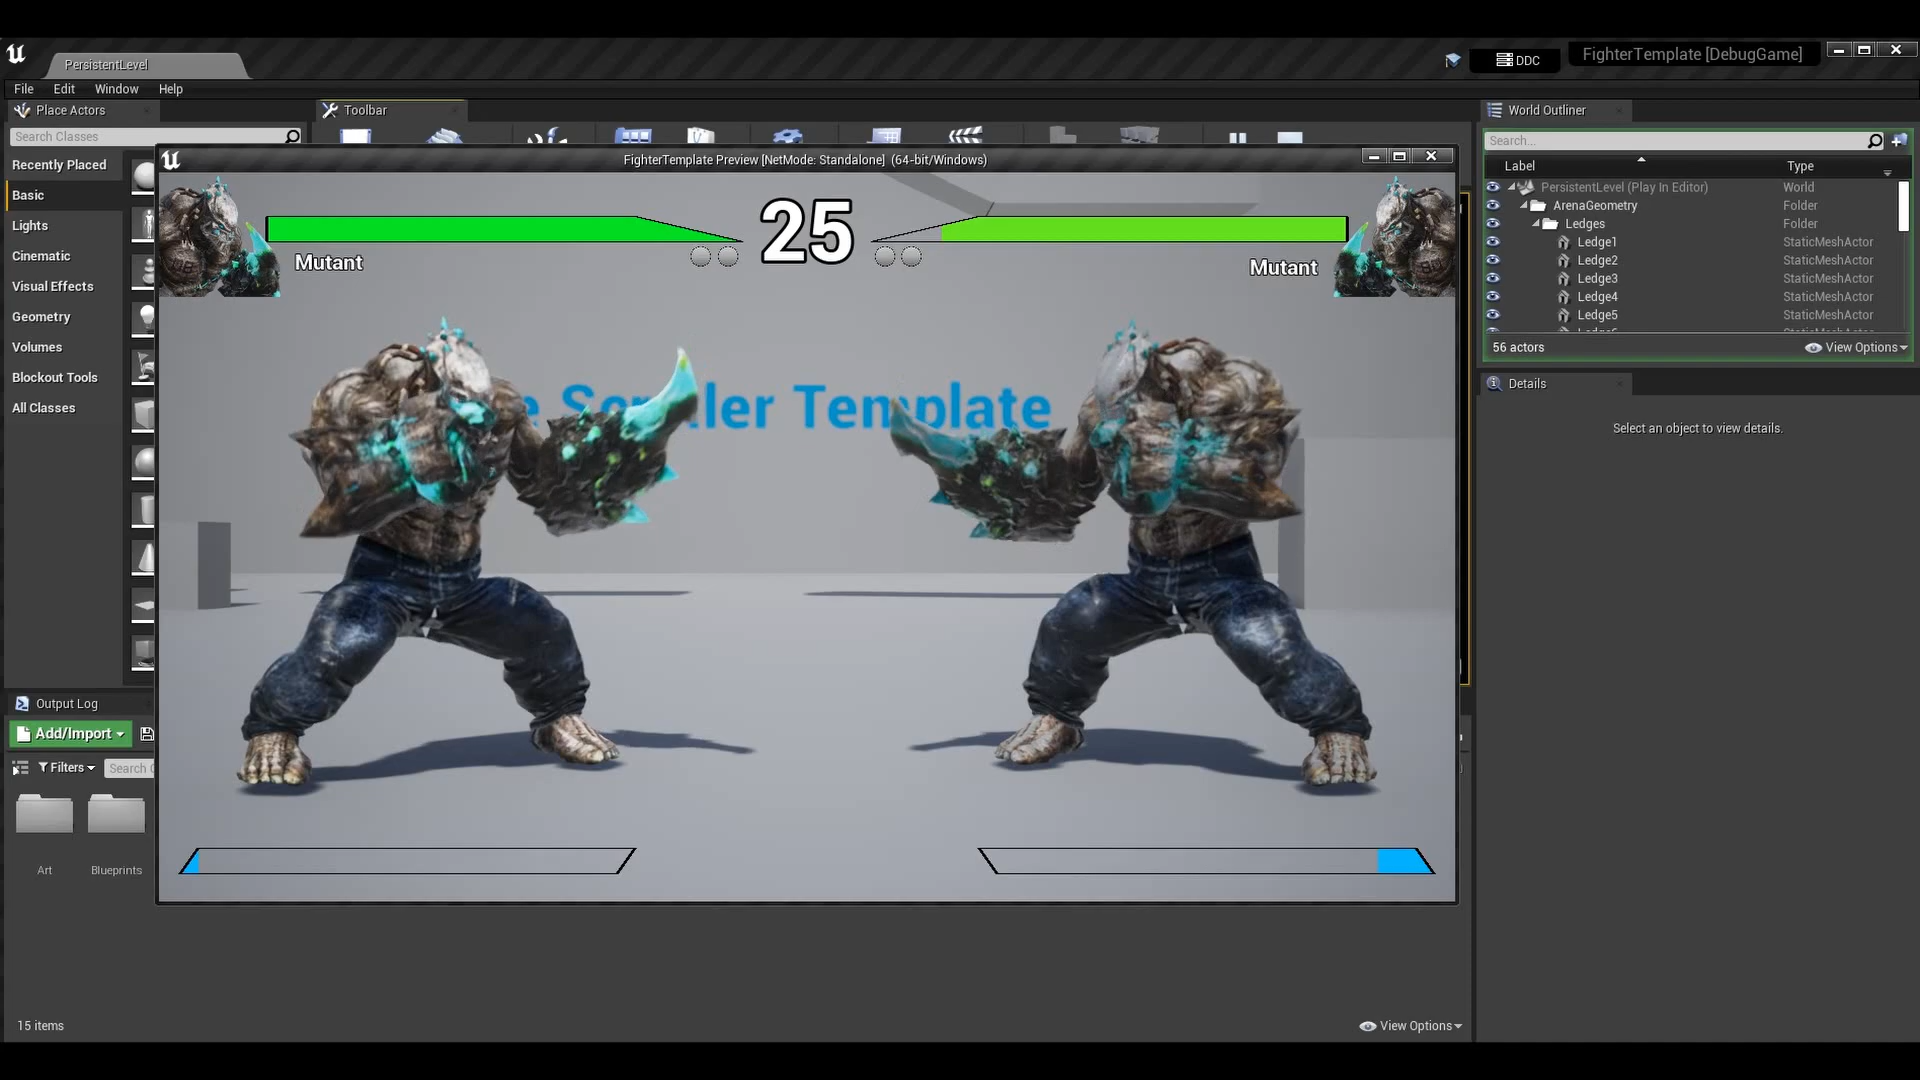 PersistentLevel
DDC
FighterTemplate [DebugGame]
File Edit Window Help
Place Actors
Toolbar
World Outliner
Search Classes
Search...
FighterTemplate Preview [NetMode: Standalone] (64-bit/Windows)
Label Type
Recently Placed
Basic
Lights
Cinematic
Visual Effects
Geometry
Volumes
Blockout Tools
All Classes
PersistentLevel (Play In Editor) World
ArenaGeometry Folder
Ledges Folder
Ledge1 StaticMeshActor
Ledge2 StaticMeshActor
Ledge3 StaticMeshActor
Ledge4 StaticMeshActor
Ledge5 StaticMeshActor
56 actors
View Options
Details
Select an object to view details.
25
Mutant
Mutant
Template
Output Log
Add/Import
Filters
Search
Art
Blueprints
15 items
View Options